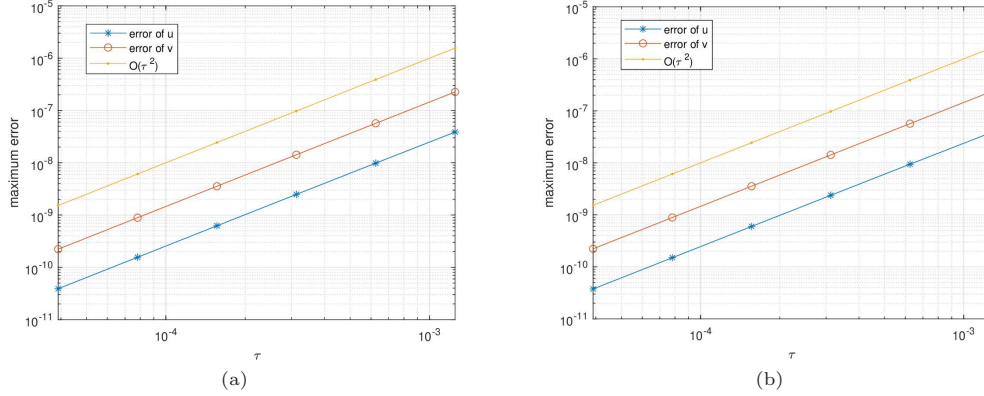 10^-5
10^-6
10^-7
10^-8
10^-9
10^-10
10^-11
maximum error
error of u
error of v
O(τ^2)
10^-4
10^-3
τ
(a)
10^-5
10^-6
10^-7
10^-8
10^-9
10^-10
10^-11
maximum error
error of u
error of v
O(τ^2)
10^-4
10^-3
τ
(b)